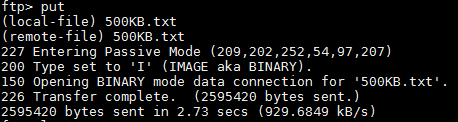 ftp> put
(local-file) 500KB.txt
(remote-file) 500KB.txt
227 Entering Passive Mode (209,202,252,54,97,207)
200 Type set to 'I' (IMAGE aka BINARY).
150 Opening BINARY mode data connection for '500KB.txt'.
226 Transfer complete.  (2595420 bytes sent.)
2595420 bytes sent in 2.73 secs (929.6849 kB/s)